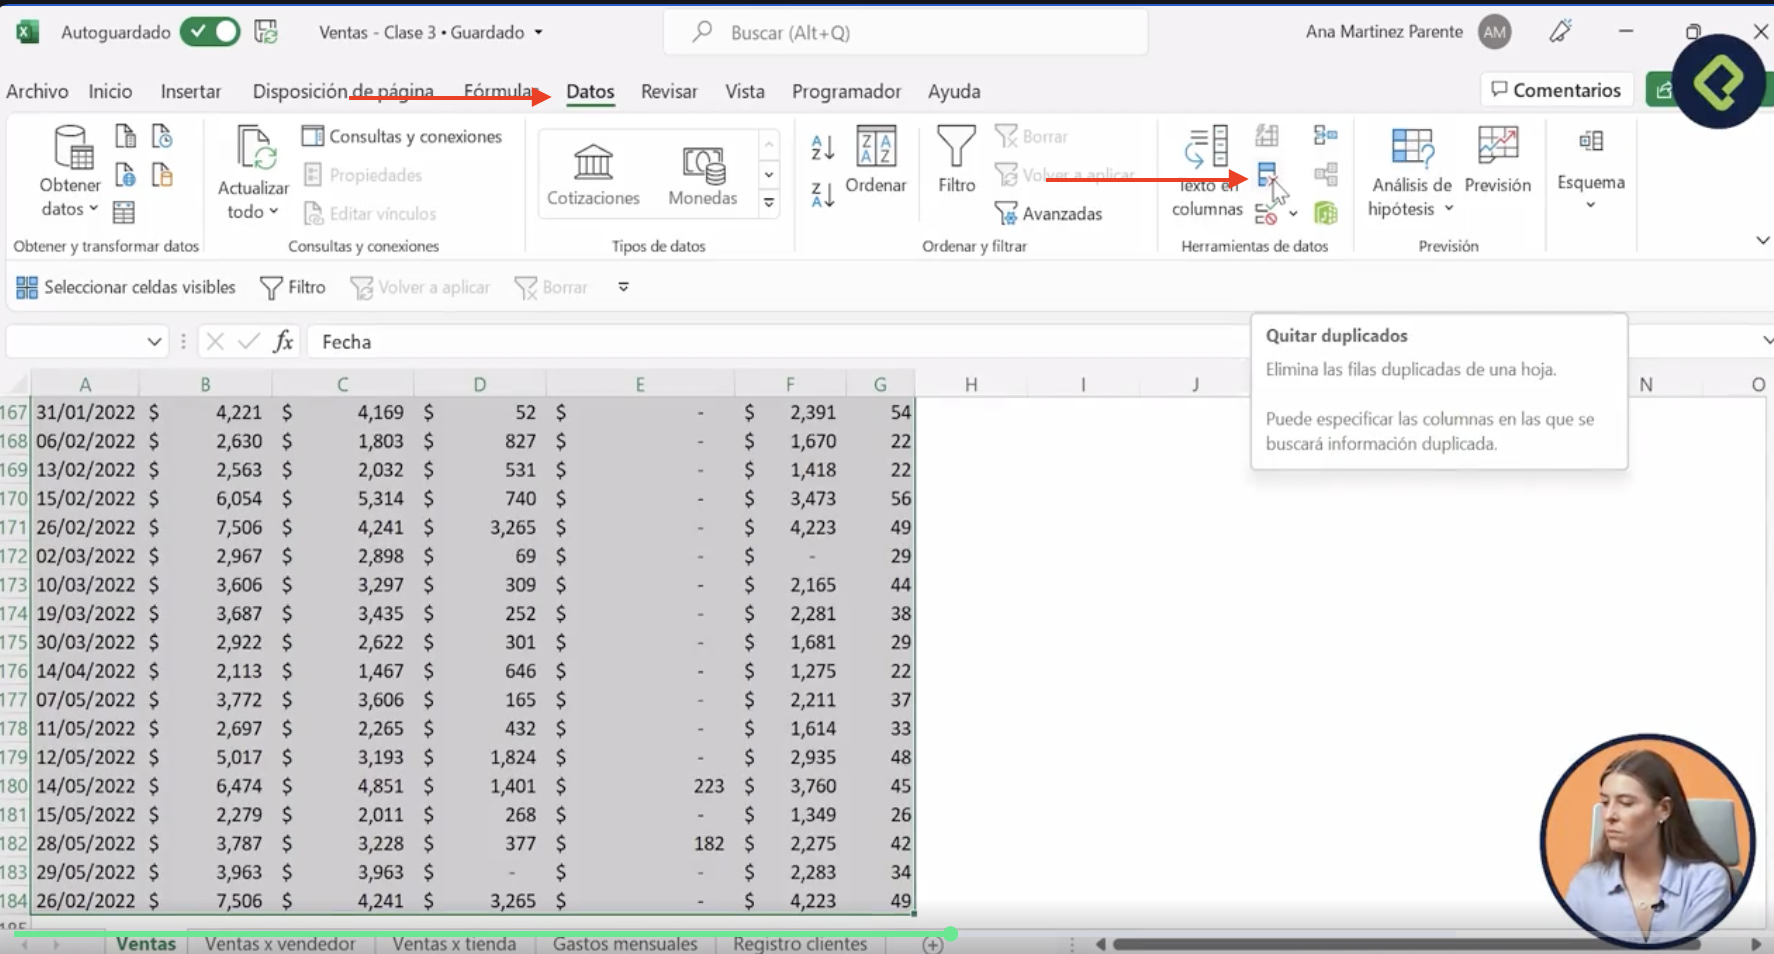 Autoguardado
Ventas - Clase 3 • Guardado
Buscar (Alt+Q)
Ana Martinez Parente
AM
Archivo Inicio Insertar Disposición de página Fórmulas Datos Revisar Vista Programador Ayuda
Comentarios
Obtener datos
Actualizar todo
Consultas y conexiones
Propiedades
Editar vínculos
Cotizaciones
Monedas
Ordenar
Filtro
Borrar
Volver a aplicar
Avanzadas
Texto en columnas
Análisis de hipótesis
Previsión
Esquema
Obtener y transformar datos
Consultas y conexiones
Tipos de datos
Ordenar y filtrar
Herramientas de datos
Previsión
Seleccionar celdas visibles Filtro Volver a aplicar Borrar
fx Fecha
Quitar duplicados
Elimina las filas duplicadas de una hoja.
Puede especificar las columnas en las que se
buscará información duplicada.
A B C D E F G H I J N O
167 31/01/2022 $ 4,221 $ 4,169 $ 52 $ - $ 2,391 54
168 06/02/2022 $ 2,630 $ 1,803 $ 827 $ - $ 1,670 22
169 13/02/2022 $ 2,563 $ 2,032 $ 531 $ - $ 1,418 22
170 15/02/2022 $ 6,054 $ 5,314 $ 740 $ - $ 3,473 56
171 26/02/2022 $ 7,506 $ 4,241 $ 3,265 $ - $ 4,223 49
172 02/03/2022 $ 2,967 $ 2,898 $ 69 $ - $ - 29
173 10/03/2022 $ 3,606 $ 3,297 $ 309 $ - $ 2,165 44
174 19/03/2022 $ 3,687 $ 3,435 $ 252 $ - $ 2,281 38
175 30/03/2022 $ 2,922 $ 2,622 $ 301 $ - $ 1,681 29
176 14/04/2022 $ 2,113 $ 1,467 $ 646 $ - $ 1,275 22
177 07/05/2022 $ 3,772 $ 3,606 $ 165 $ - $ 2,211 37
178 11/05/2022 $ 2,697 $ 2,265 $ 432 $ - $ 1,614 33
179 12/05/2022 $ 5,017 $ 3,193 $ 1,824 $ - $ 2,935 48
180 14/05/2022 $ 6,474 $ 4,851 $ 1,401 $ 223 $ 3,760 45
181 15/05/2022 $ 2,279 $ 2,011 $ 268 $ - $ 1,349 26
182 28/05/2022 $ 3,787 $ 3,228 $ 377 $ 182 $ 2,275 42
183 29/05/2022 $ 3,963 $ 3,963 $ - $ - $ 2,283 34
184 26/02/2022 $ 7,506 $ 4,241 $ 3,265 $ - $ 4,223 49
Ventas Ventas x vendedor Ventas x tienda Gastos mensuales Registro clientes